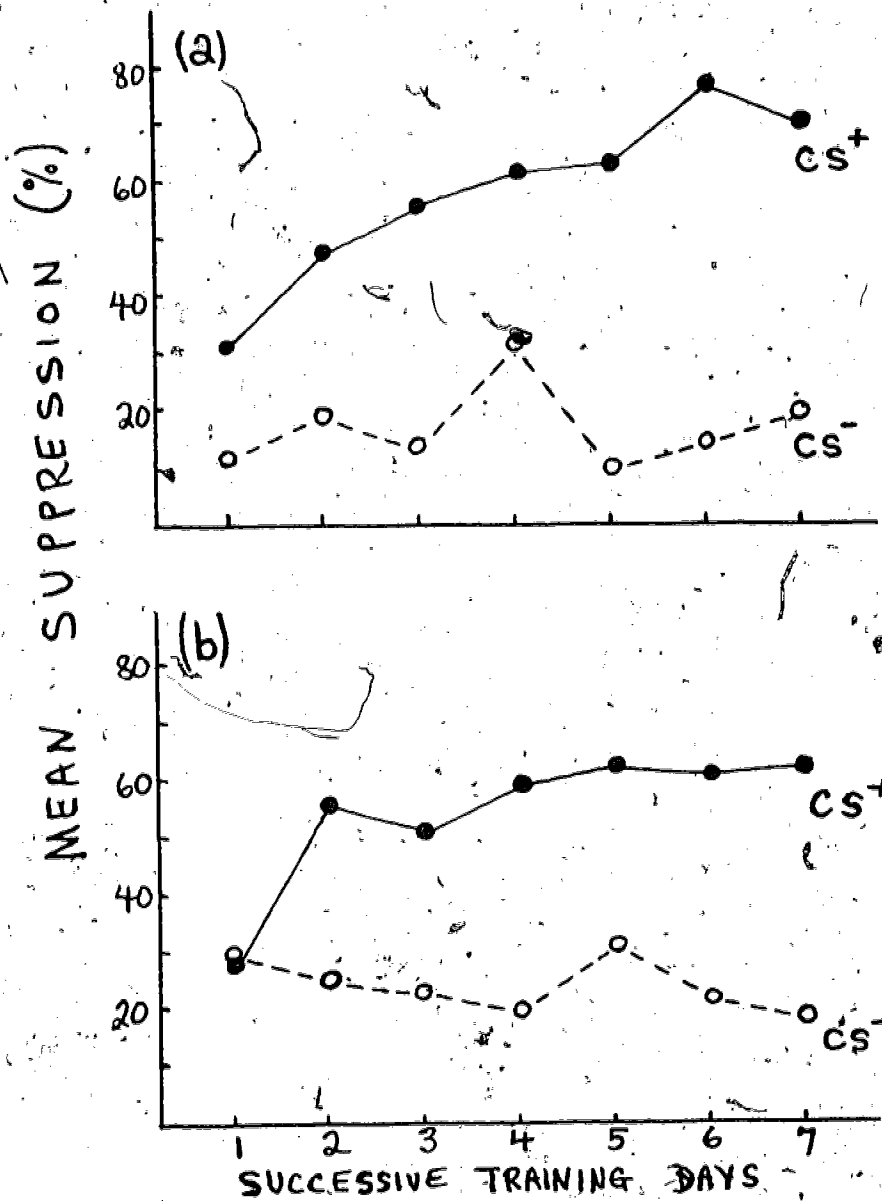 MEAN SUPPRESSION (%)
(a)
80
60
40
20
CS+
CS-
(b)
80
60
40
20
CS+
CS-
1 2 3 4 5 6 7
SUCCESSIVE TRAINING DAYS